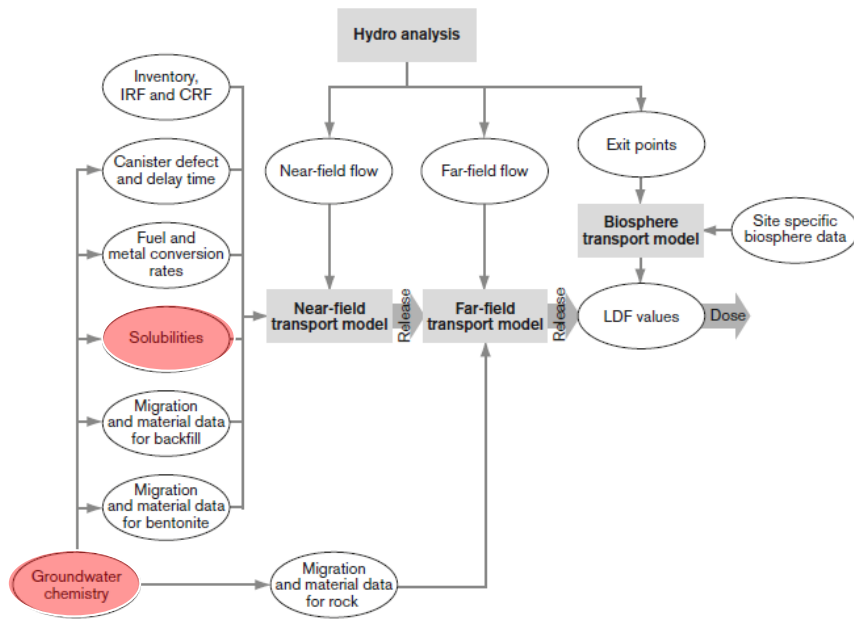 Hydro analysis
Inventory,
IRF and CRF
Canister defect
and delay time
Near-field flow
Far-field flow
Exit points
Fuel and
metal conversion
rates
Biosphere
transport model
Site specific
biosphere data
Solubilities
Near-field
transport model
Release
Far-field
transport model
Release
LDF values
Dose
Migration
and material data
for backfill
Migration
and material data
for bentonite
Groundwater
chemistry
Migration
and material data
for rock